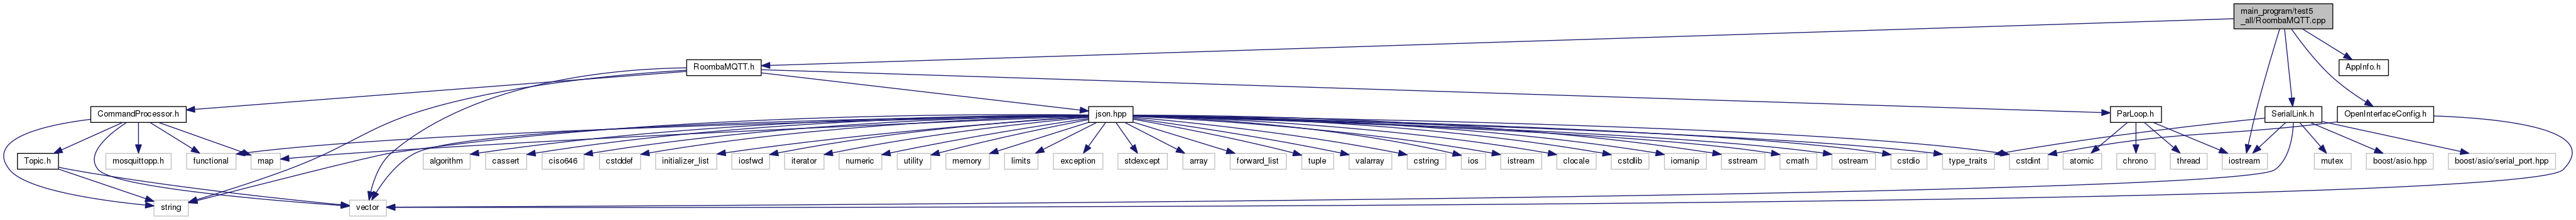 main_program/test5
_all/RoombaMQTT.cpp
RoombaMQTT.h
AppInfo.h
CommandProcessor.h
json.hpp
ParLoop.h
SerialLink.h
OpenInterfaceConfig.h
Topic.h
mosquittopp.h
functional
map
algorithm
cassert
ciso646
cstddef
initializer_list
iosfwd
iterator
numeric
utility
memory
limits
exception
stdexcept
array
forward_list
tuple
valarray
cstring
ios
istream
clocale
cstdlib
iomanip
sstream
cmath
ostream
cstdio
type_traits
cstdint
atomic
chrono
thread
iostream
mutex
boost/asio.hpp
boost/asio/serial_port.hpp
string
vector